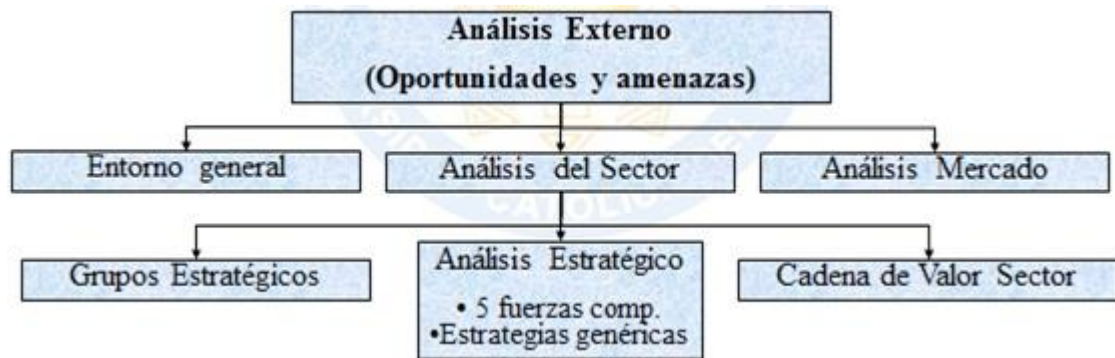 Análisis Externo
(Oportunidades y amenazas)
Entorno general
Análisis del Sector
Análisis Mercado
CATOLICA
Grupos Estratégicos
Análisis Estratégico
• 5 fuerzas comp.
•Estrategias genéricas
Cadena de Valor Sector